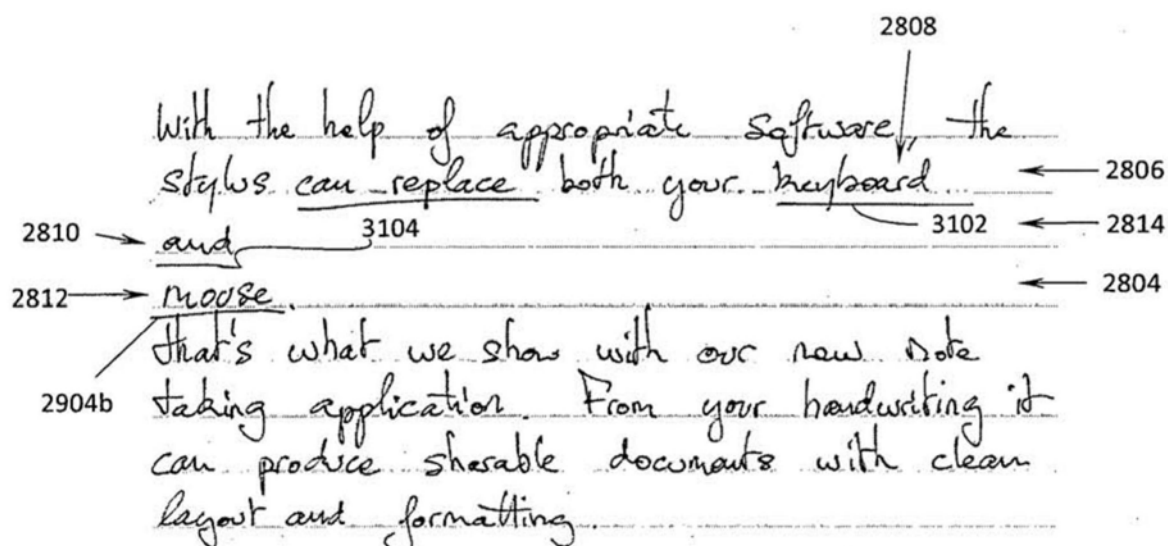 2808
With the help of appropriate software, the
stylus can replace both your keyboard
2806
3102
2814
2810
and
3104
2812
mouse.
2804
that's what we show with our new note
2904b
taking application. From your handwriting it
can produce sharable documents with clean
layout and formatting.